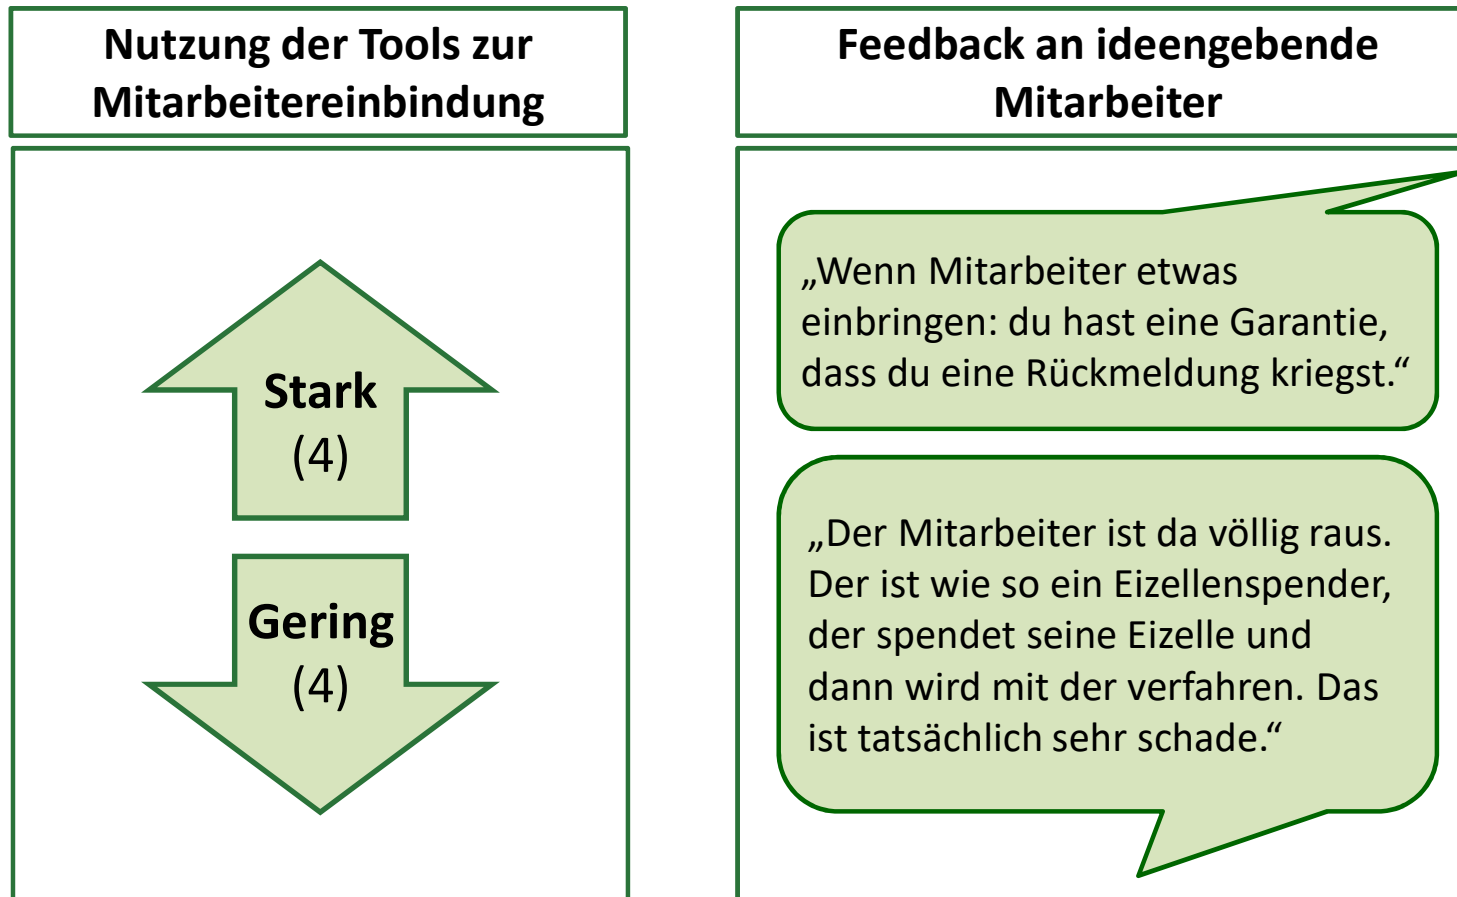 Nutzung der Tools zur
Mitarbeitereinbindung
Stark
(4)
Gering
(4)
Feedback an ideengebende
Mitarbeiter
„Wenn Mitarbeiter etwas
einbringen: du hast eine Garantie,
dass du eine Rückmeldung kriegst.“
„Der Mitarbeiter ist da völlig raus.
Der ist wie so ein Eizellenspender,
der spendet seine Eizelle und
dann wird mit der verfahren. Das
ist tatsächlich sehr schade.“